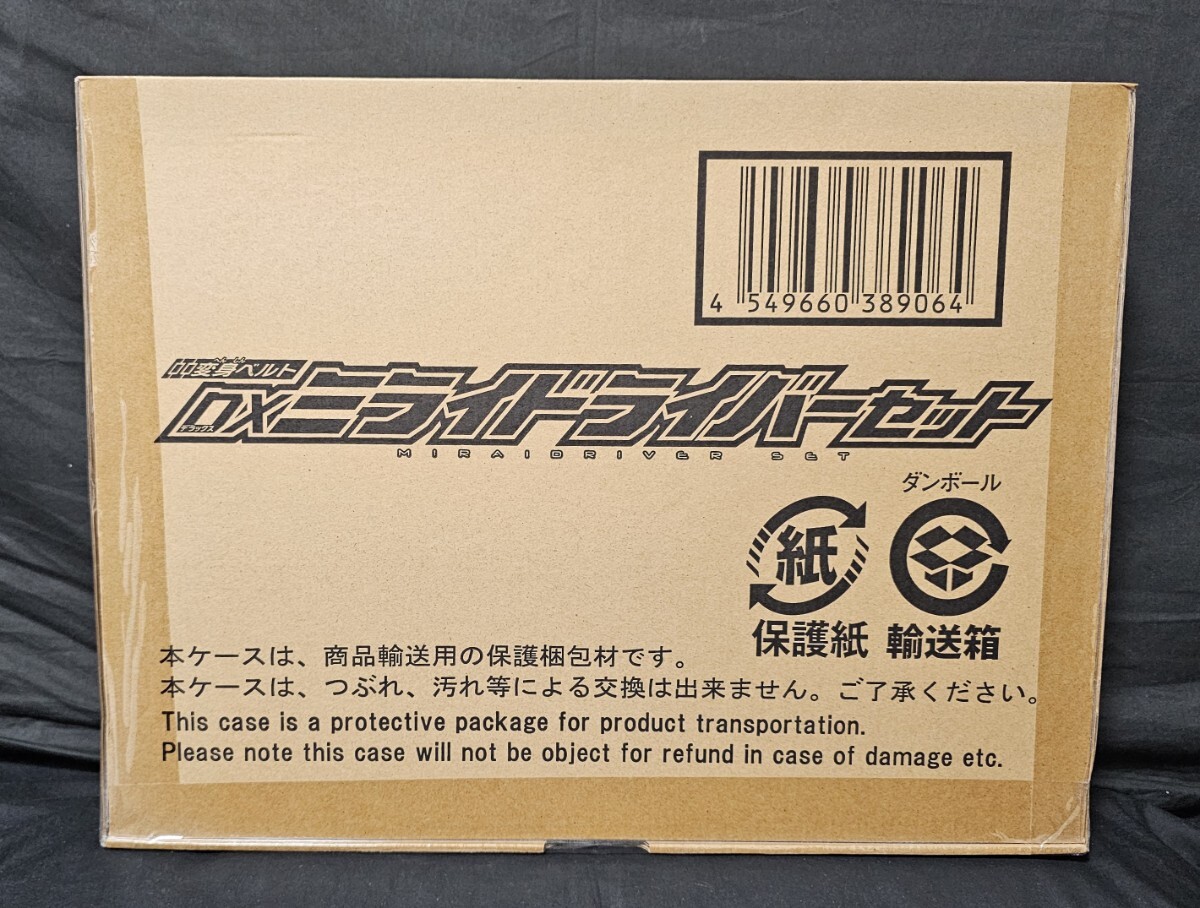 4 549660 389064
変身ベルト
へんしん
DXミライドライバーセット
デラックス
MIRAIDRIVER SET
ダンボール
紙
保護紙 輸送箱
本ケースは、商品輸送用の保護梱包材です。
本ケースは、つぶれ、汚れ等による交換は出来ません。ご了承ください。
This case is a protective package for product transportation.
Please note this case will not be object for refund in case of damage etc.